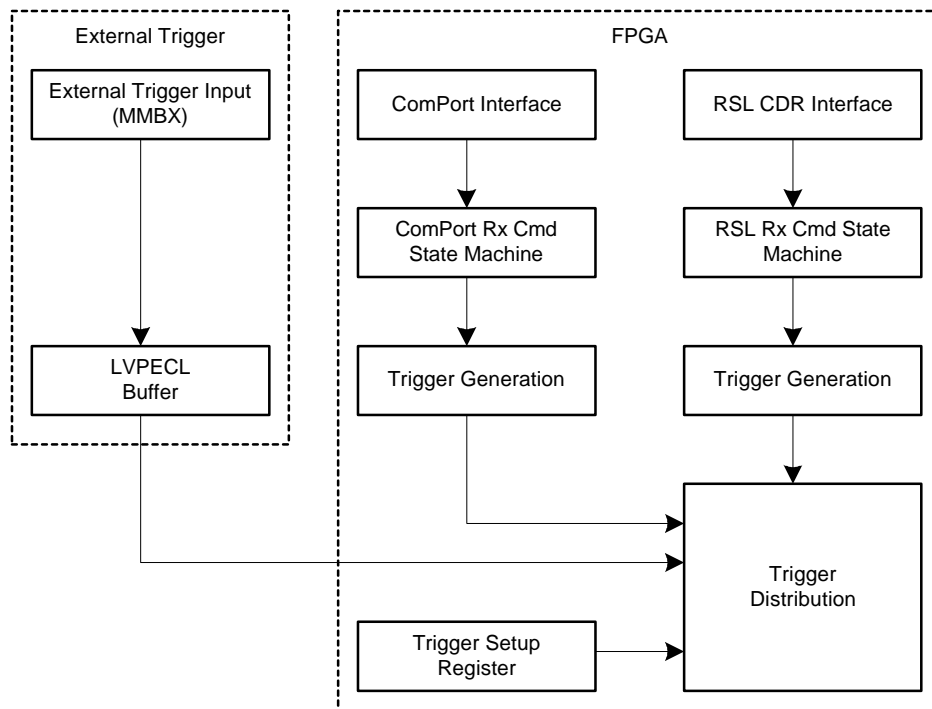 External Trigger
External Trigger Input
(MMBX)
LVPECL
Buffer
FPGA
ComPort Interface
RSL CDR Interface
ComPort Rx Cmd
State Machine
RSL Rx Cmd State
Machine
Trigger Generation
Trigger Generation
Trigger
Distribution
Trigger Setup
Register